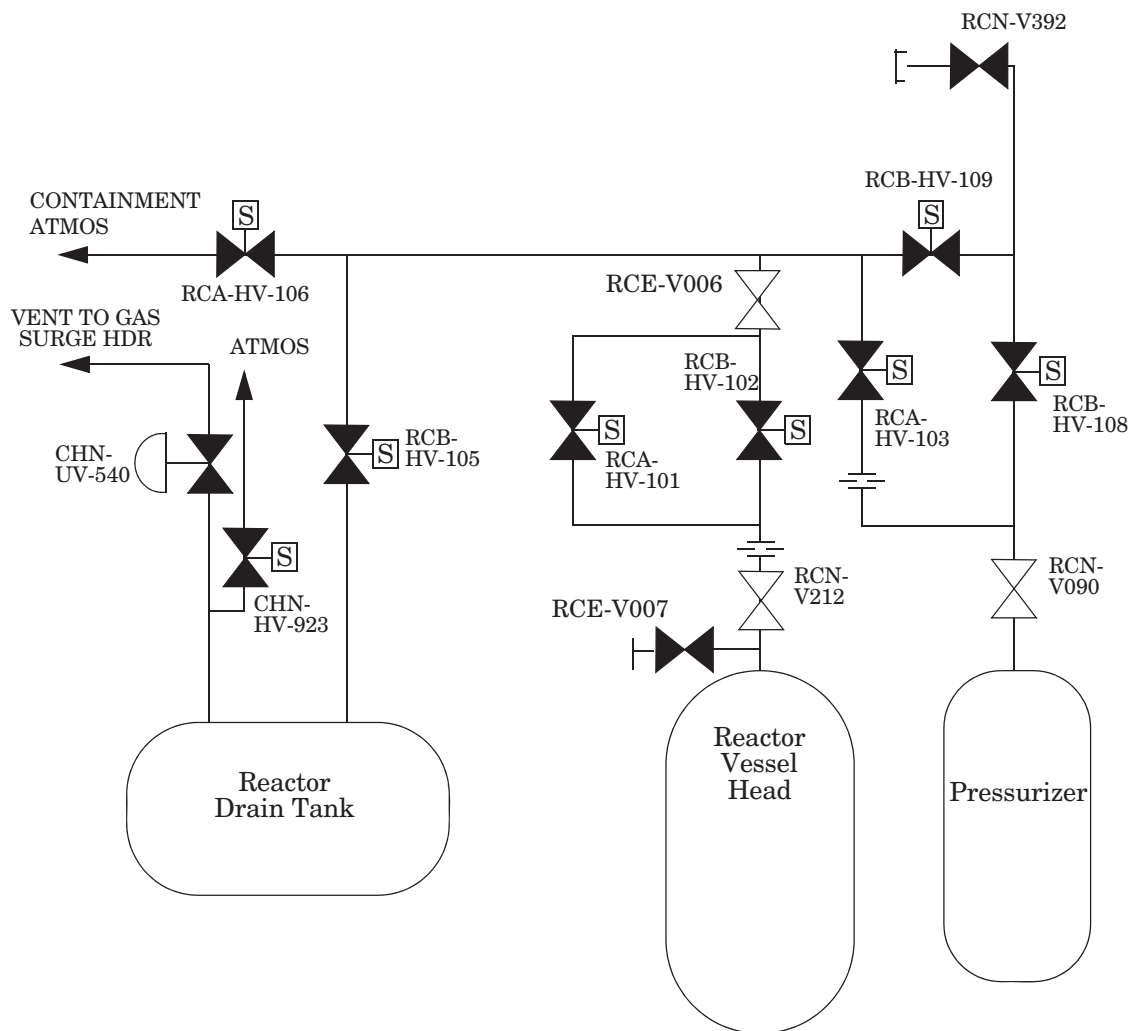 RCN-V392
RCB-HV-109
CONTAINMENT
ATMOS
S
S
RCA-HV-106
RCE-V006
VENT TO GAS
SURGE HDR
ATMOS
RCB-
HV-102
S
S
RCA-
HV-103
RCB-
HV-108
CHN-
UV-540
S
RCB-
HV-105
S
RCA-
HV-101
S
S
CHN-
HV-923
RCE-V007
RCN-
V212
RCN-
V090
Reactor
Drain Tank
Reactor
Vessel
Head
Pressurizer